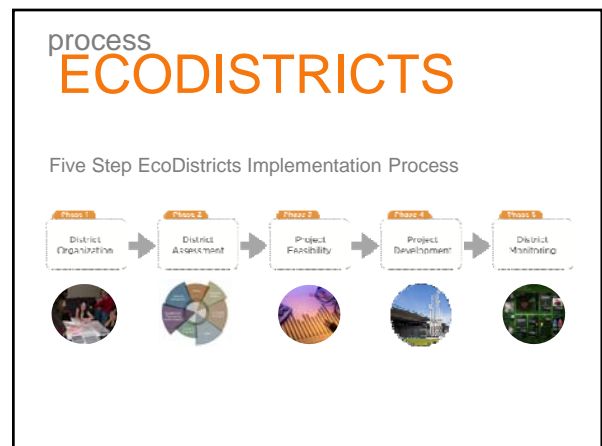 process
ECODISTRICTS
Five Step EcoDistricts Implementation Process
Phase 1
Phase 2
Phase 3
Phase 4
Phase 5
District
Organization
District
Assessment
Project
Feasibility
Project
Development
District
Monitoring